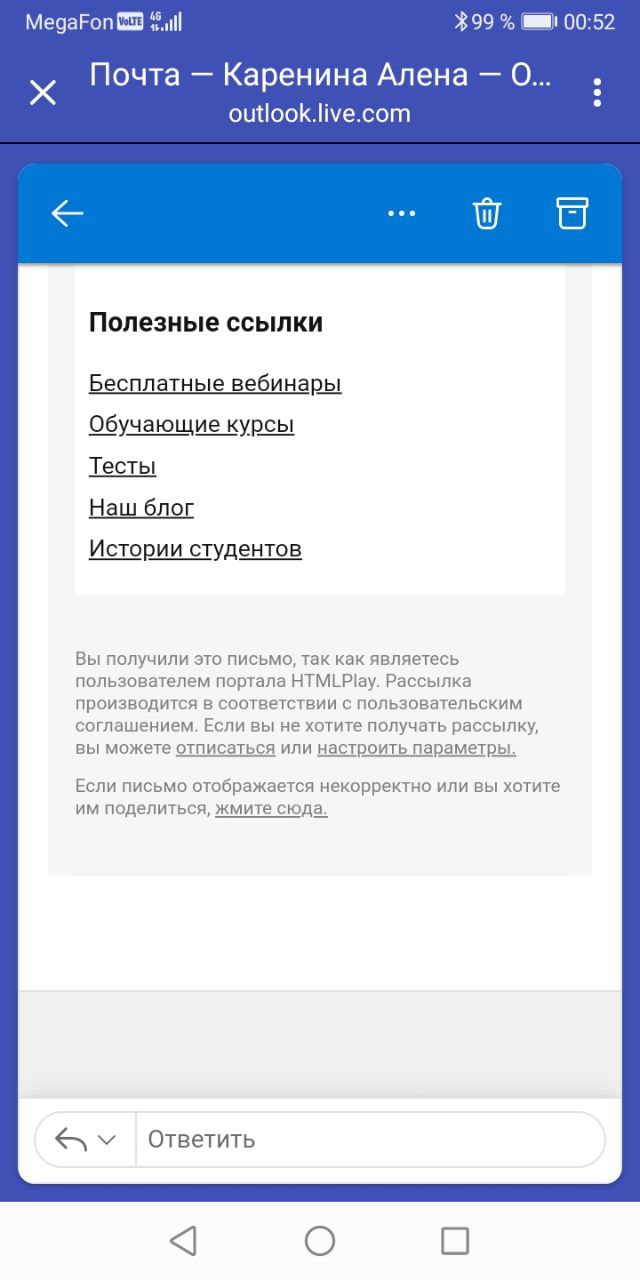 MegaFon VoLTE 4G 99 % 00:52
Почта — Каренина Алена — О...
outlook.live.com
Полезные ссылки
Бесплатные вебинары
Обучающие курсы
Тесты
Наш блог
Истории студентов
Вы получили это письмо, так как являетесь
пользователем портала HTMLPlay. Рассылка
производится в соответствии с пользовательским
соглашением. Если вы не хотите получать рассылку,
вы можете отписаться или настроить параметры.
Если письмо отображается некорректно или вы хотите
им поделиться, жмите сюда.
Ответить